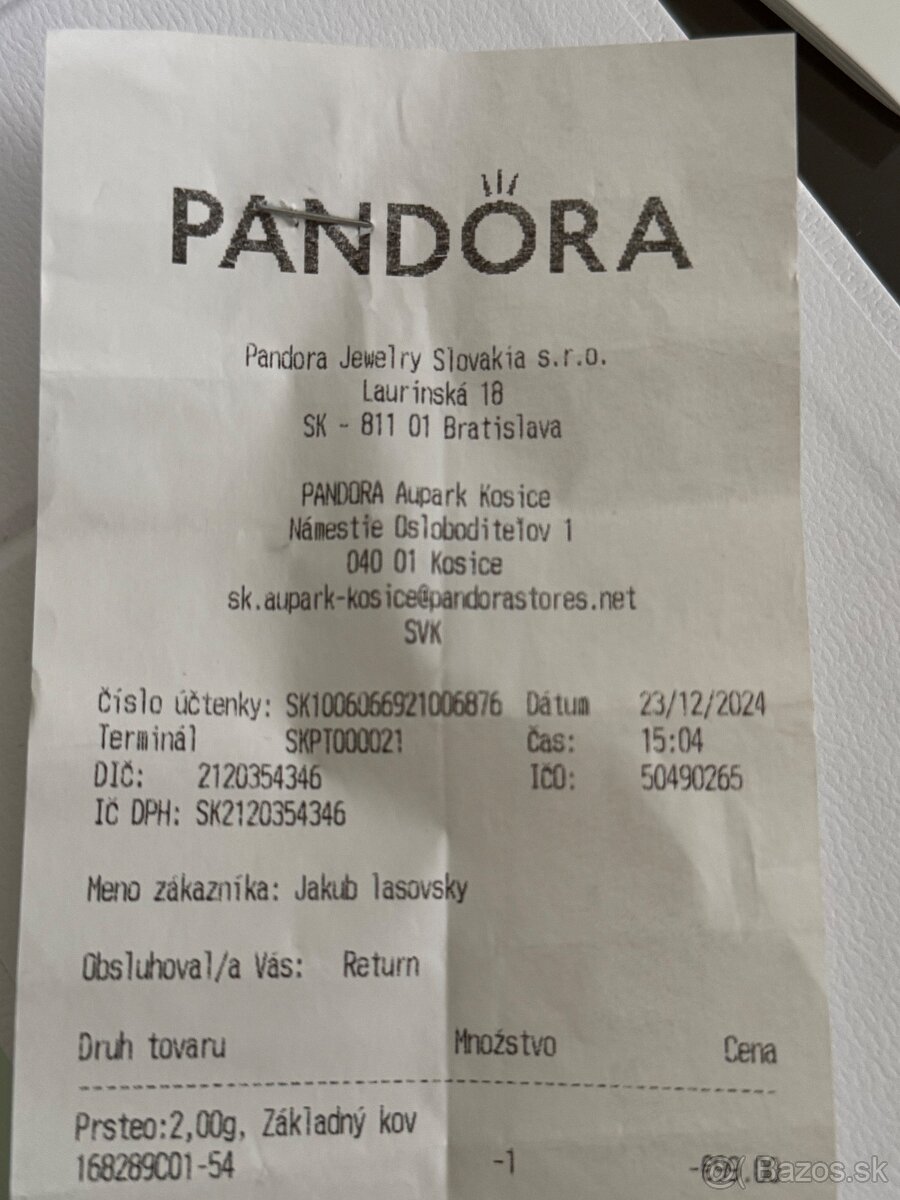 PANDORA
Pandora Jewelry Slovakia s.r.o.
Laurinská 18
SK - 811 01 Bratislava
PANDORA Aupark Kosice
Námestie Osloboditelov 1
040 01 Kosice
sk.aupark-kosice@pandorastores.net
SVK
Číslo účtenky: SK1006066921006876 Dátum 23/12/2024
Terminál SKPT000021 Čas: 15:04
DIČ: 2120354346 IČO: 50490265
IČ DPH: SK2120354346
Meno zákazníka: Jakub lasovsky
Obsluhoval/a Vás: Return
Druh tovaru Množstvo Cena
Prsteo:2,00g, Základný kov
168289C01-54 -1
Bazos.sk